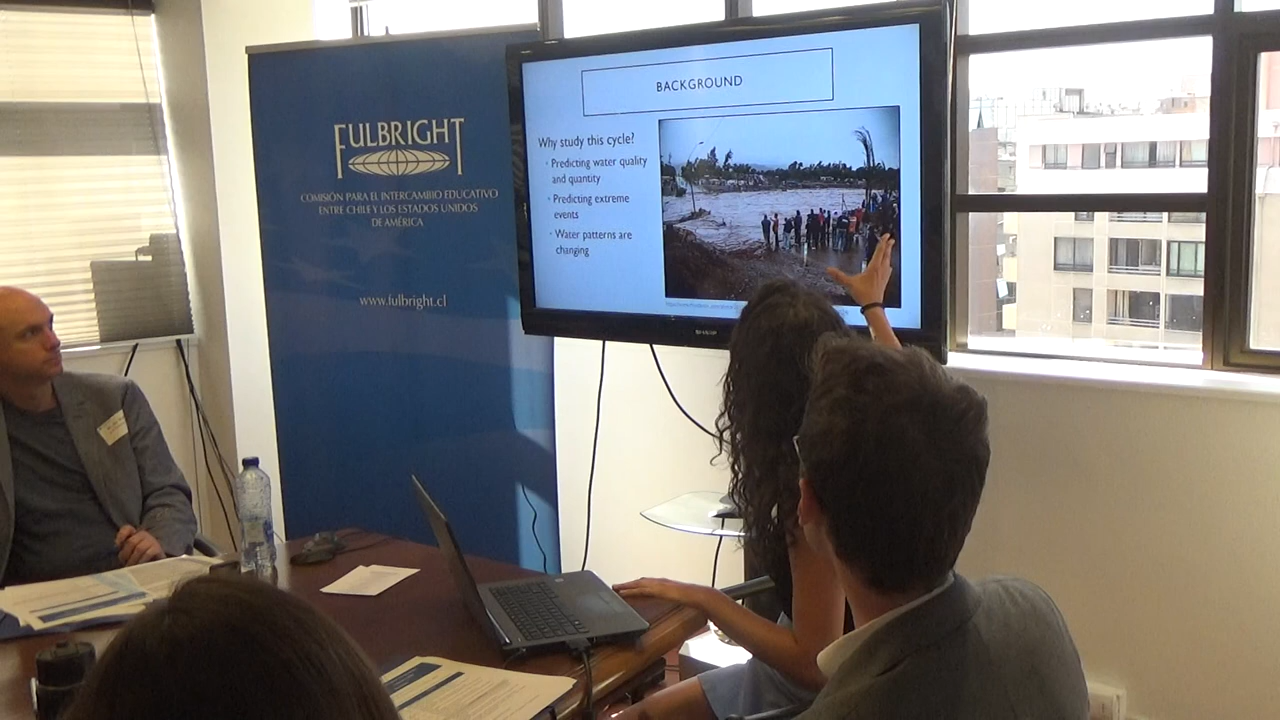 FULBRIGHT
COMISIÓN PARA EL INTERCAMBIO EDUCATIVO
ENTRE CHILE Y LOS ESTADOS UNIDOS
DE AMÉRICA
www.fulbright.cl
BACKGROUND
Why study this cycle?
• Predicting water quality
and quantity
• Predicting extreme
events
• Water patterns are
changing
SHARP